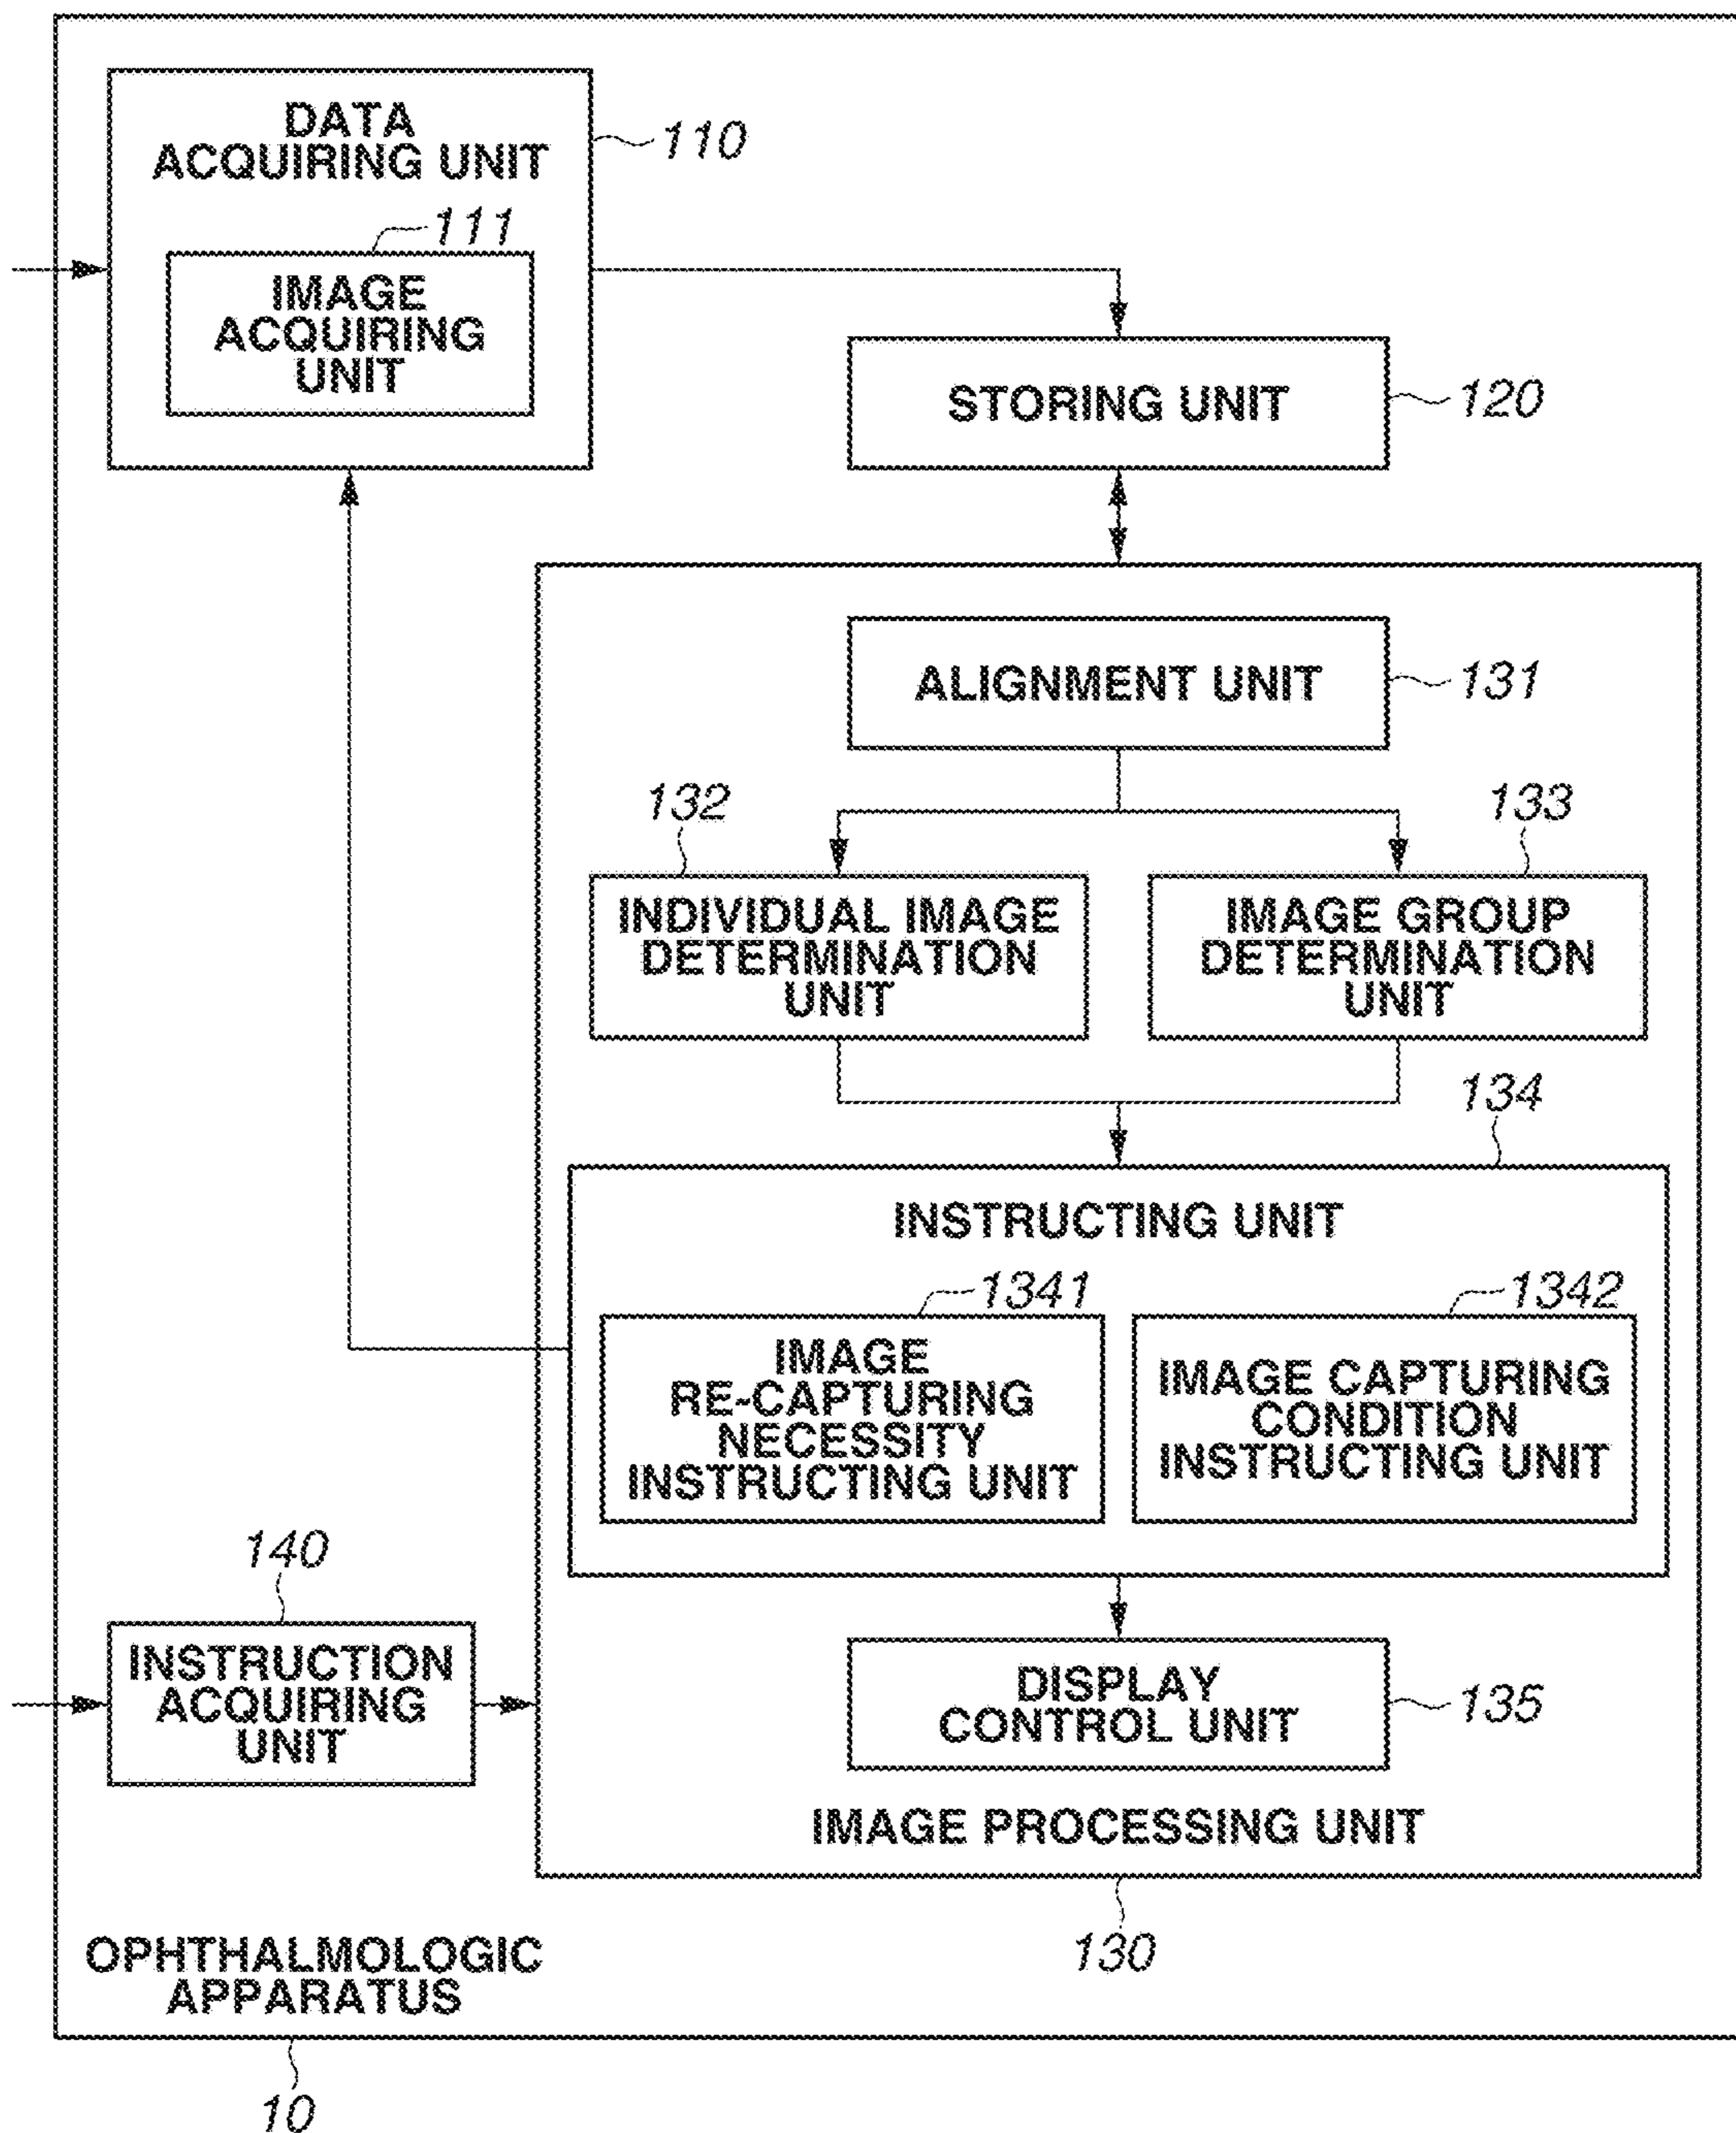 DATA
ACQUIRING UNIT
110
111
IMAGE
ACQUIRING
UNIT
STORING UNIT
120
ALIGNMENT UNIT
131
132
133
INDIVIDUAL IMAGE
DETERMINATION
UNIT
IMAGE GROUP
DETERMINATION
UNIT
134
INSTRUCTING UNIT
1341
1342
IMAGE
RE-CAPTURING
NECESSITY
INSTRUCTING UNIT
IMAGE CAPTURING
CONDITION
INSTRUCTING UNIT
140
INSTRUCTION
ACQUIRING
UNIT
DISPLAY
CONTROL UNIT
135
IMAGE PROCESSING UNIT
130
OPHTHALMOLOGIC
APPARATUS
10